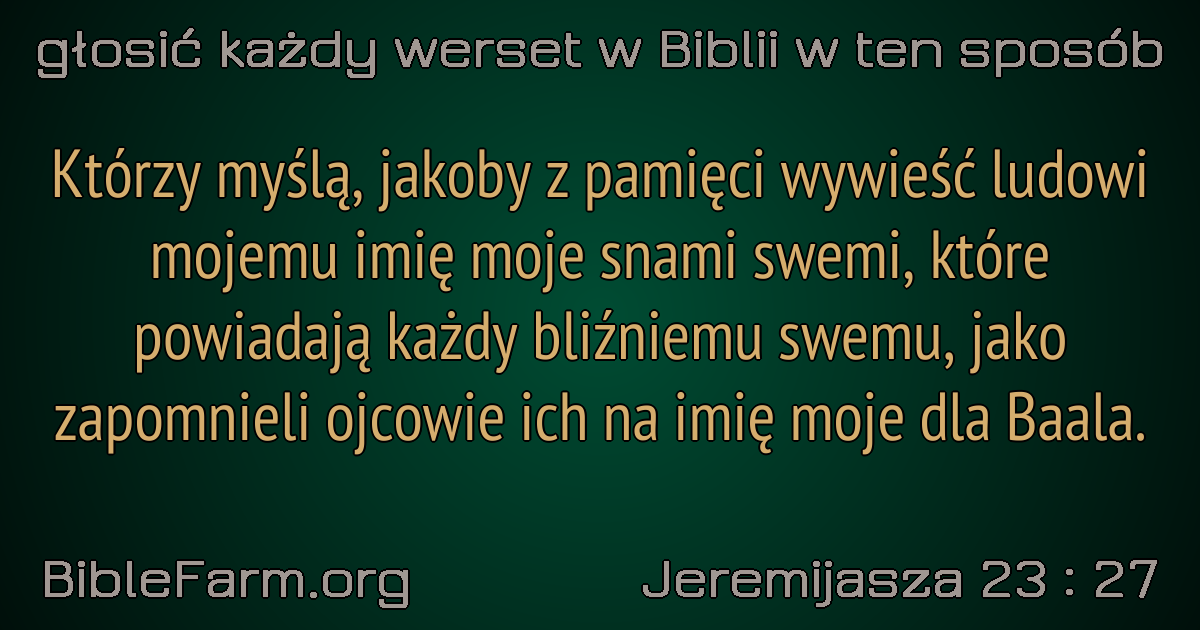 głosić każdy werset w Biblii w ten sposób
Którzy myślą, jakoby z pamięci wywieść ludowi
mojemu imię moje snami swemi, które
powiadają każdy bliźniemu swemu, jako
zapomnieli ojcowie ich na imię moje dla Baala.
BibleFarm.org
Jeremijasza 23 : 27